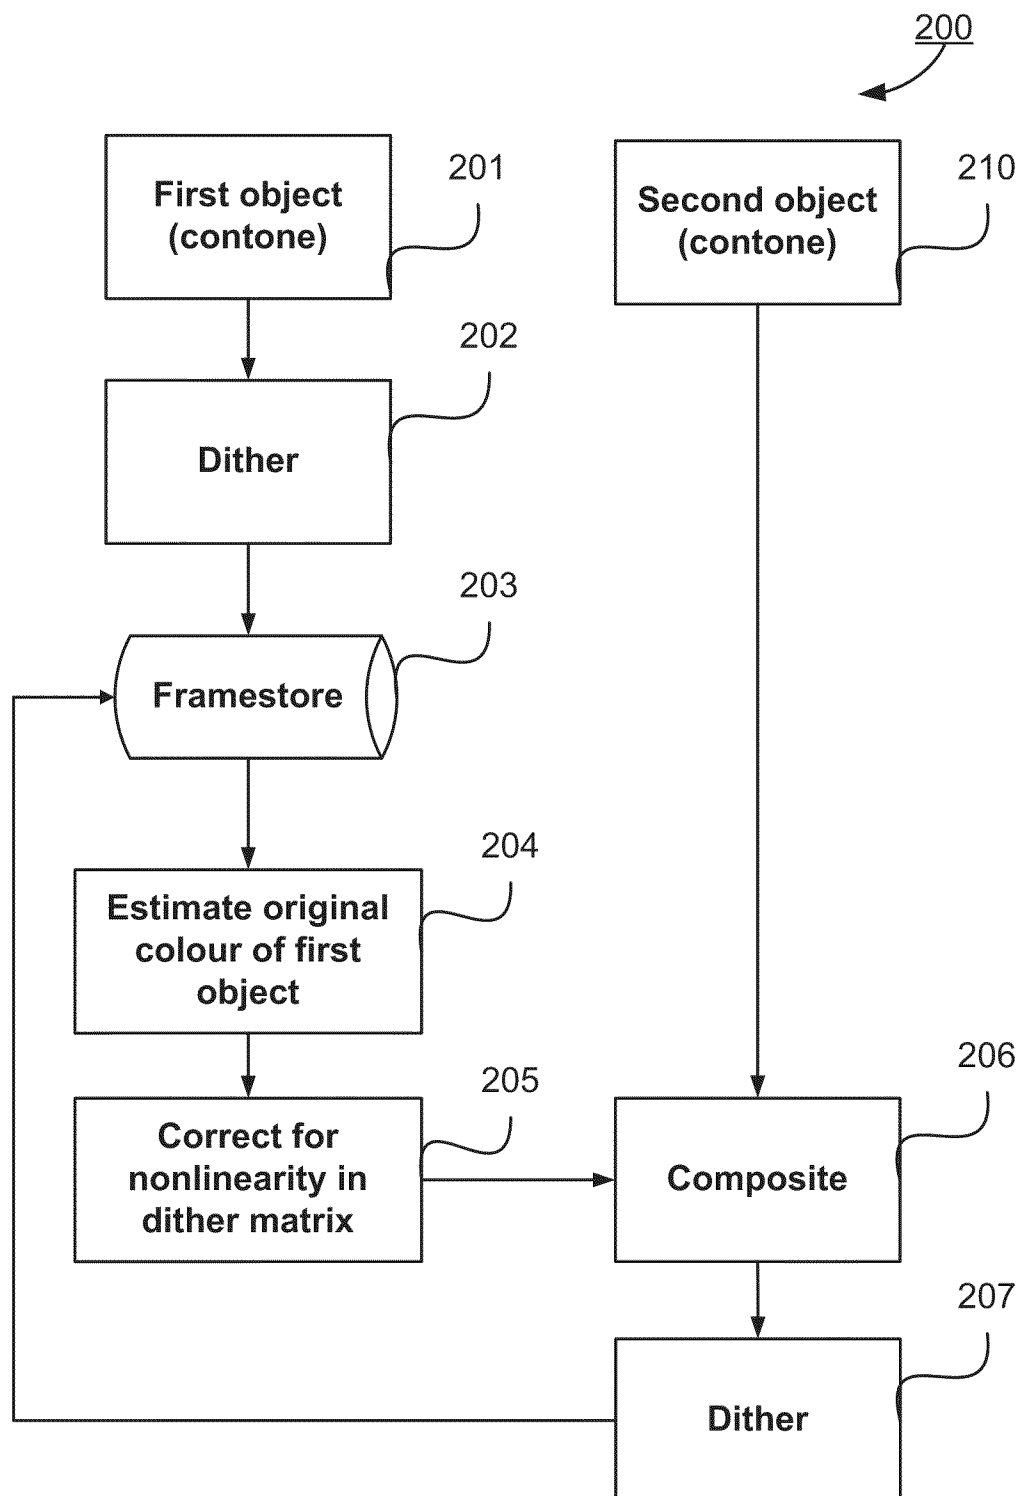 200
First object
(contone)
201
Second object
(contone)
210
Dither
202
Framestore
203
Estimate original
colour of first
object
204
Correct for
nonlinearity in
dither matrix
205
Composite
206
Dither
207